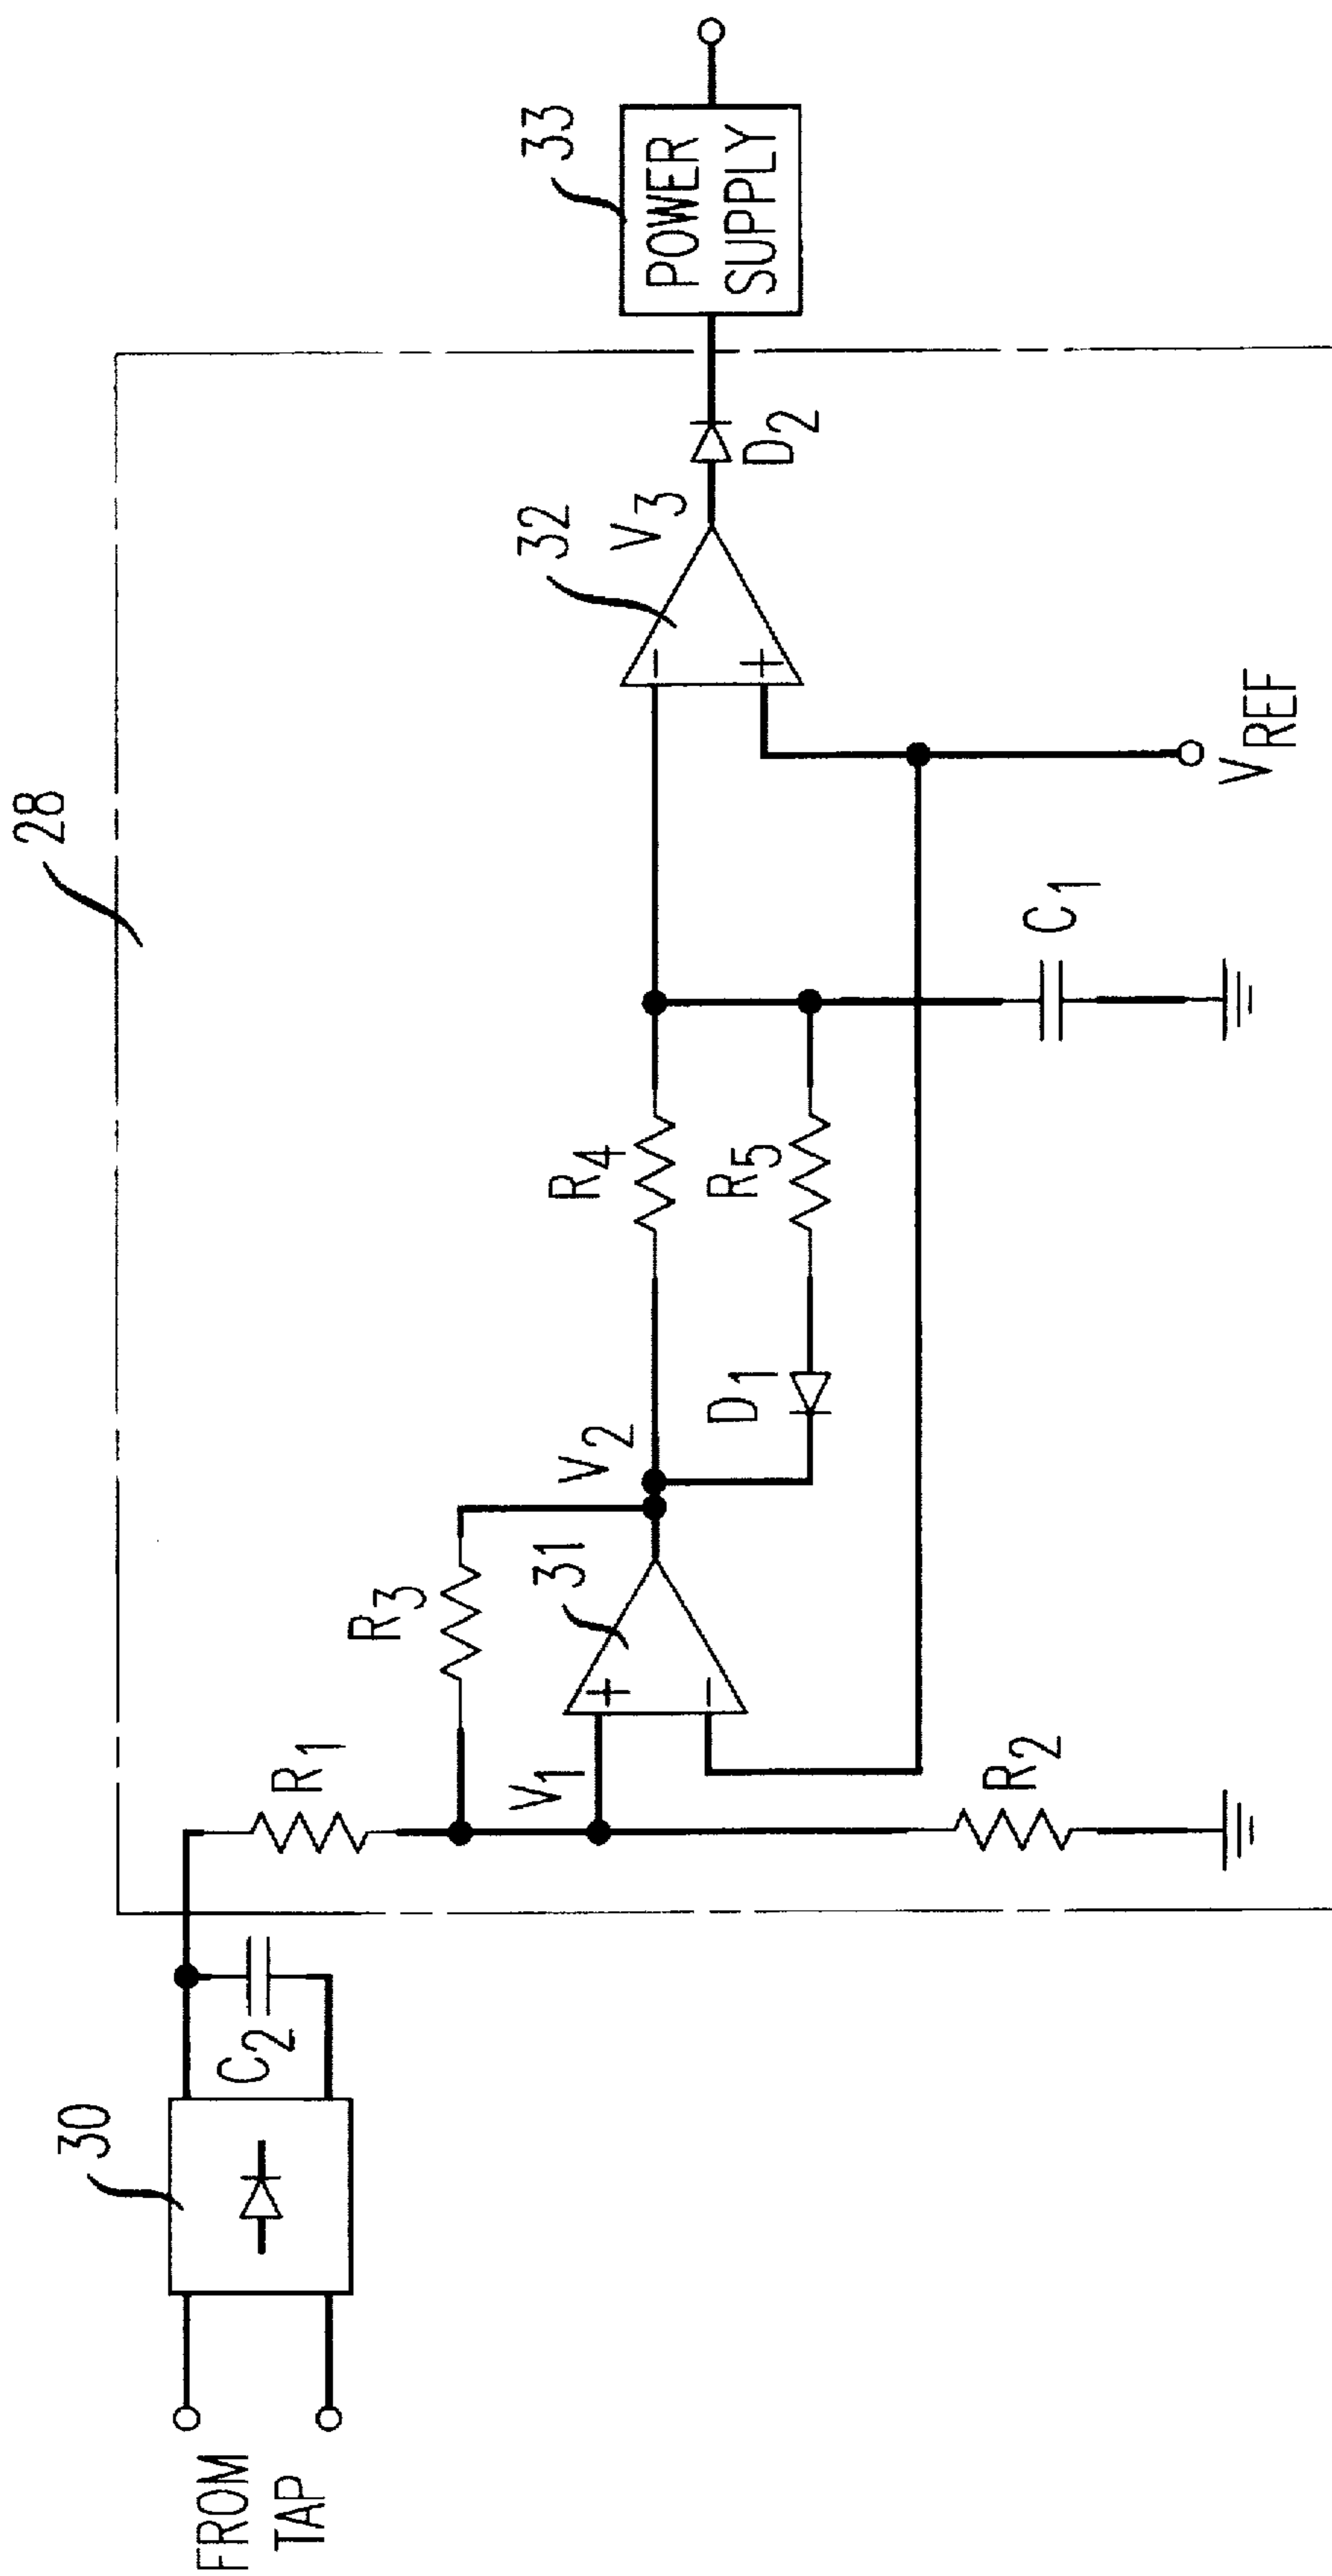 28
30
FROM
TAP
C2
R1
R3
V1
31
V2
R4
D1
R5
R2
C1
32
V3
D2
VREF
33
POWER
SUPPLY
+
−
−
+